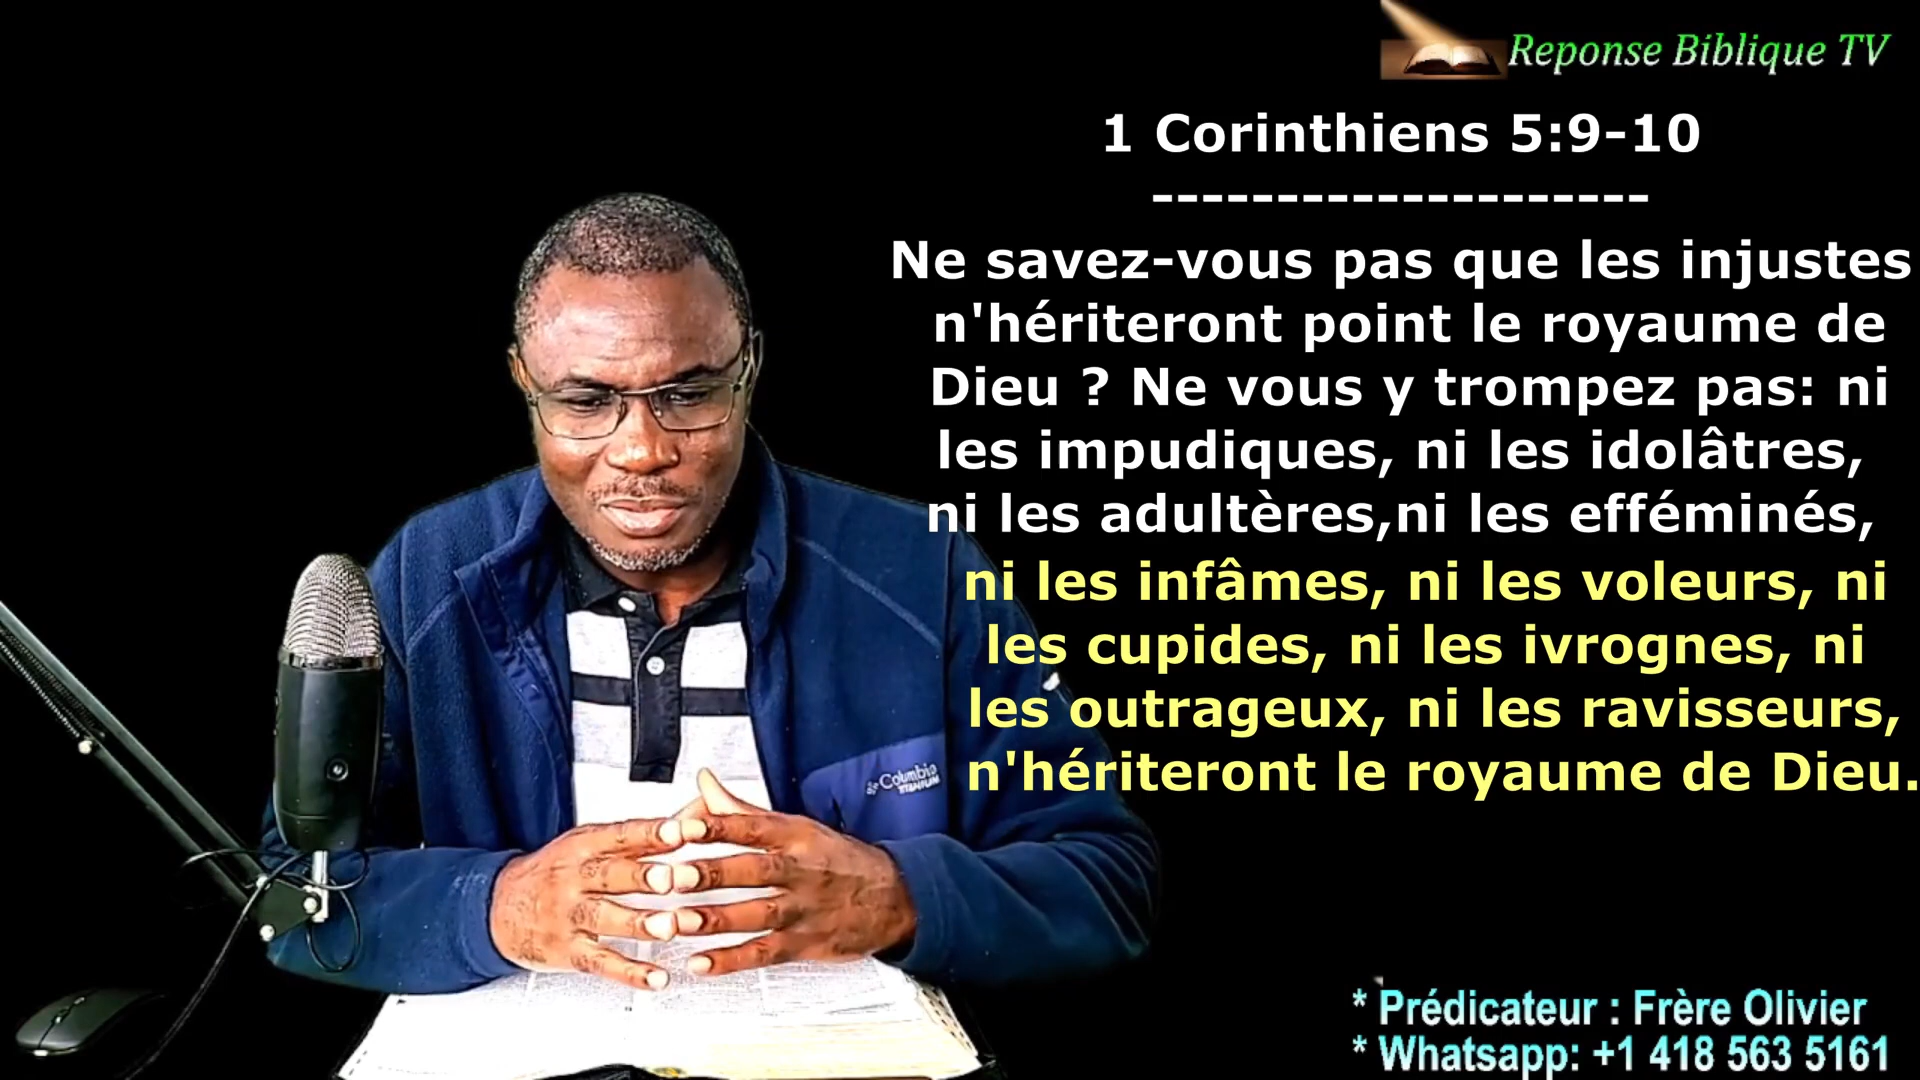 Reponse Biblique TV
1 Corinthiens 5:9-10
--------------------
Ne savez-vous pas que les injustes
n'hériteront point le royaume de
Dieu ? Ne vous y trompez pas: ni
les impudiques, ni les idolâtres,
ni les adultères,ni les efféminés,
ni les infâmes, ni les voleurs, ni
les cupides, ni les ivrognes, ni
les outrageux, ni les ravisseurs,
n'hériteront le royaume de Dieu.
Columbia
TITANIUM
* Prédicateur : Frère Olivier
* Whatsapp: +1 418 563 5161